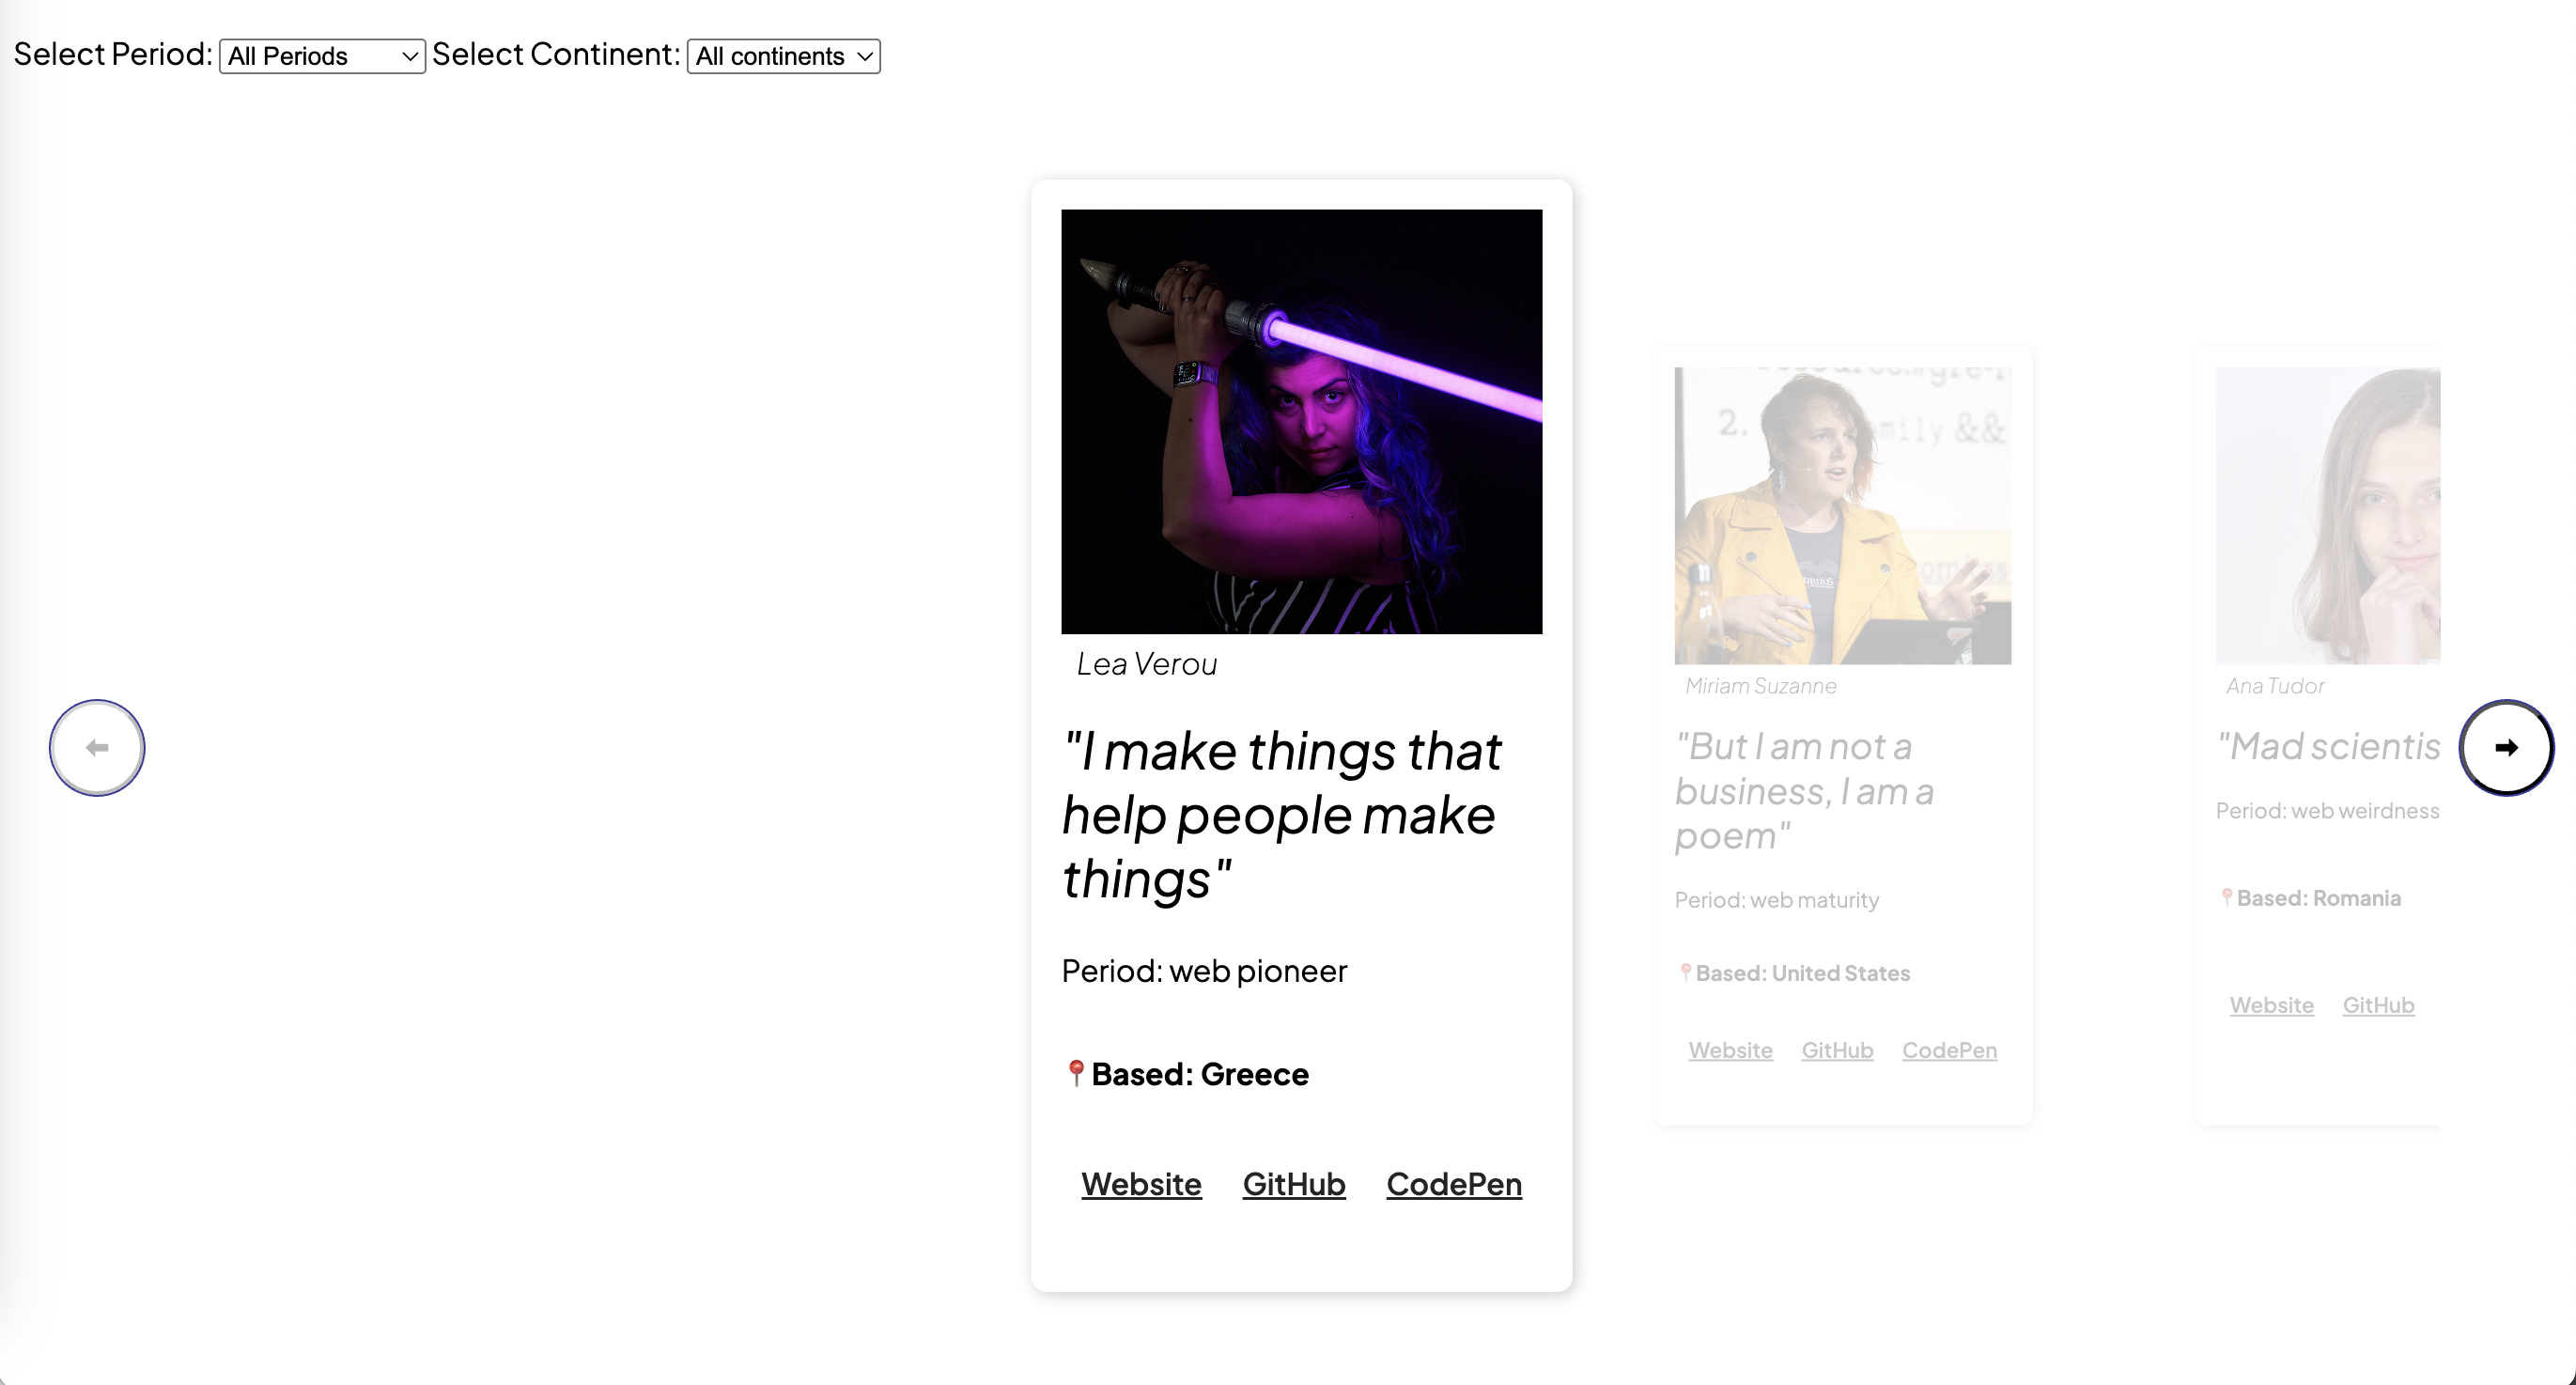 Select Period: All Periods Select Continent: All continents
Lea Verou
"I make things that
help people make
things"
Period: web pioneer
📍Based: Greece
Website GitHub CodePen
2. mily &&
Miriam Suzanne
"But I am not a
business, I am a
poem"
Period: web maturity
📍Based: United States
Website GitHub CodePen
Ana Tudor
"Mad scientis
Period: web weirdness
📍Based: Romania
Website GitHub